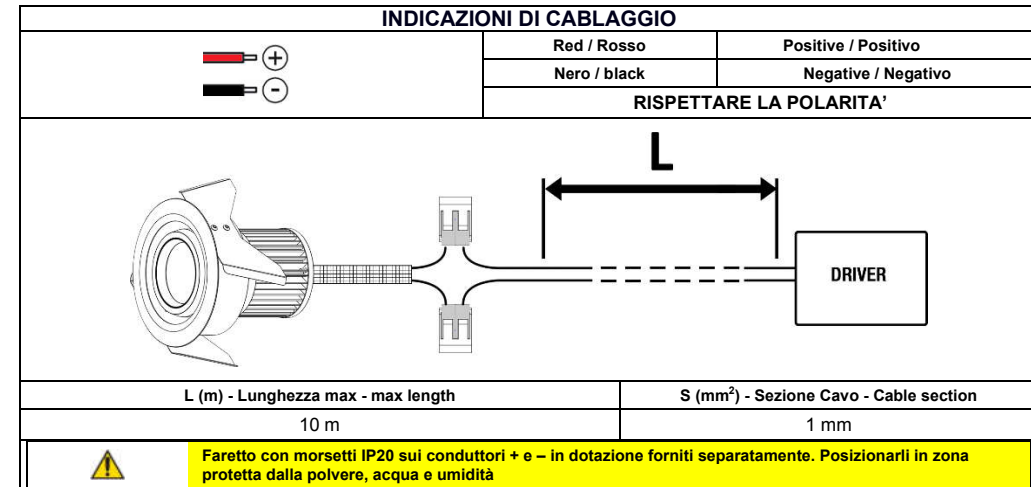 INDICAZIONI DI CABLAGGIO
+
Red / Rosso Positive / Positivo
-
Nero / black Negative / Negativo
RISPETTARE LA POLARITA’
L
DRIVER
L (m) - Lunghezza max - max length S (mm²) - Sezione Cavo - Cable section
10 m 1 mm
Faretto con morsetti IP20 sui conduttori + e – in dotazione forniti separatamente. Posizionarli in zona
protetta dalla polvere, acqua e umidità